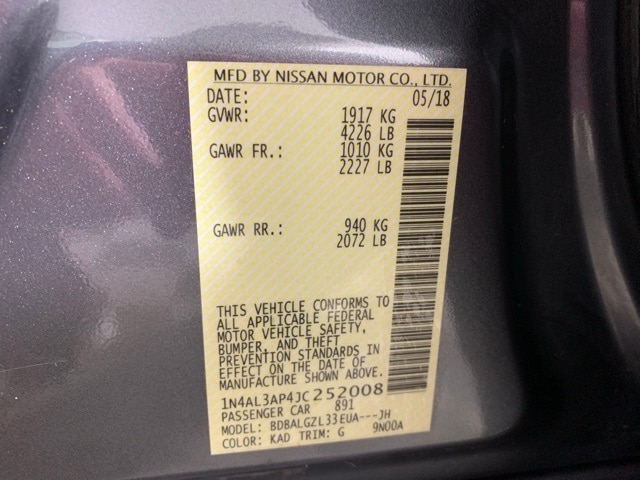 MFD BY NISSAN MOTOR CO., LTD.
DATE: 05/18
GVWR: 1917 KG
4226 LB
GAWR FR.: 1010 KG
2227 LB
GAWR RR.: 940 KG
2072 LB
THIS VEHICLE CONFORMS TO
ALL APPLICABLE FEDERAL
MOTOR VEHICLE SAFETY,
BUMPER, AND THEFT
PREVENTION STANDARDS IN
EFFECT ON THE DATE OF
MANUFACTURE SHOWN ABOVE.
1N4AL3AP4JC252008
PASSENGER CAR 891
MODEL: BDBALGZL33EUA---JH
COLOR: KAD TRIM: G 9N00A